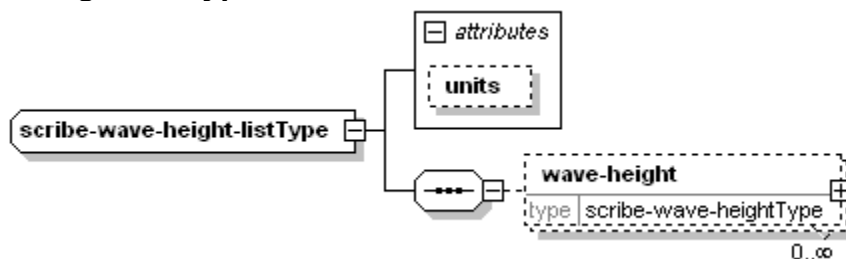 attributes
units
scribe-wave-height-listType
wave-height
type scribe-wave-heightType
0..∞